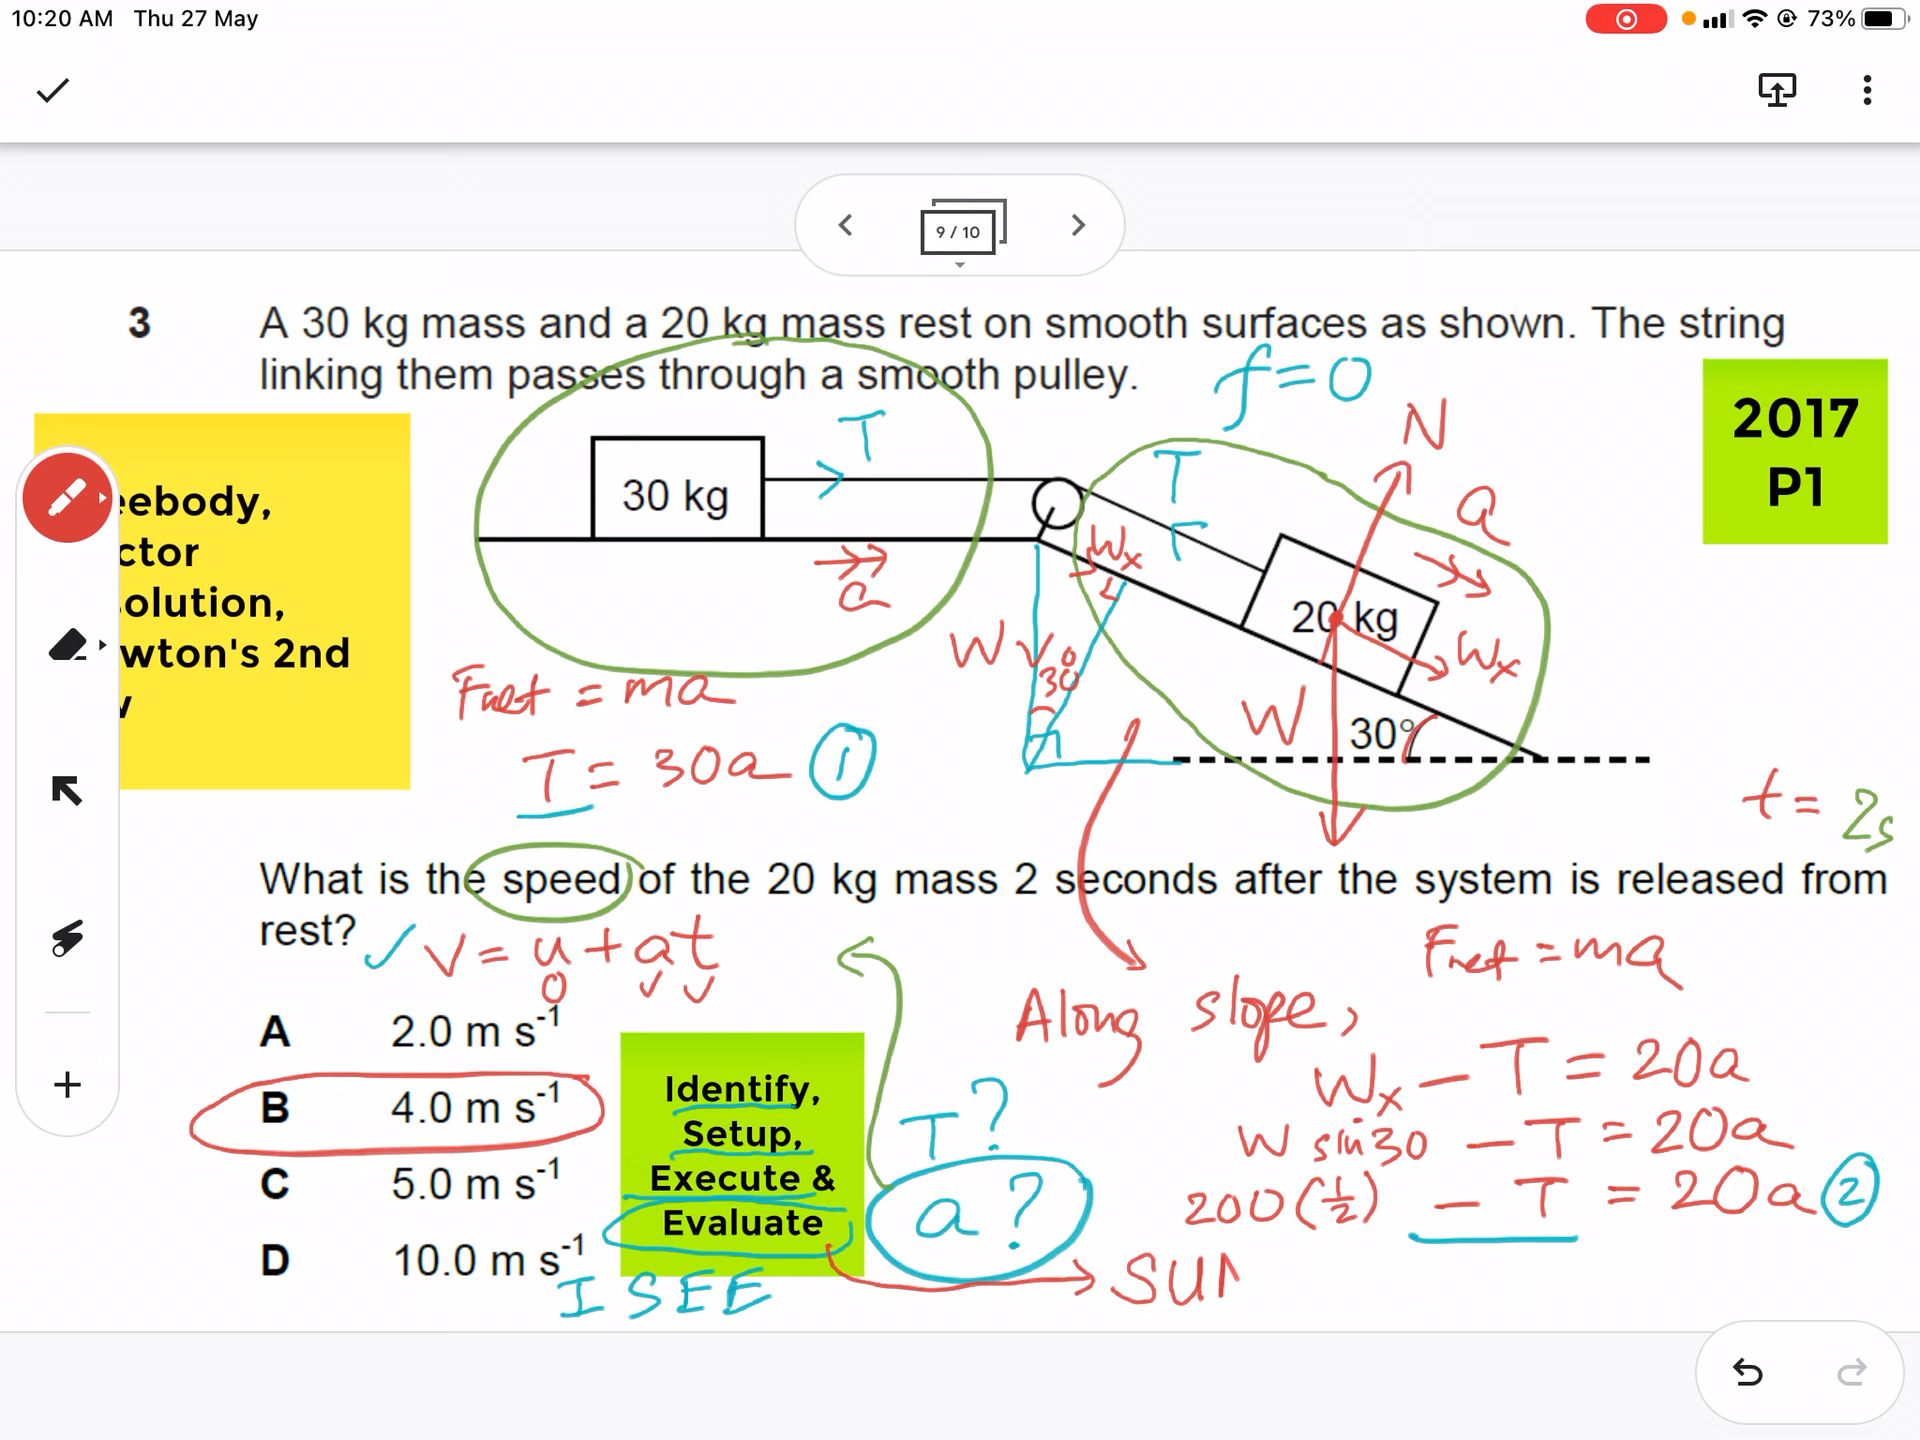 10:20 AM Thu 27 May
73%
9 / 10
3 A 30 kg mass and a 20 kg mass rest on smooth surfaces as shown. The string
linking them passes through a smooth pulley.
f = 0
2017
P1
eebody,
ctor
solution,
wton's 2nd
30 kg
T
a
T
Wx
N
a
20 kg
Wx
W
30°
W
30°
Fnet = ma
T = 30a ①
t = 2s
What is the speed of the 20 kg mass 2 seconds after the system is released from
rest? ✓ v = u + at
0 ✓ ✓
A 2.0 m s-1
B 4.0 m s-1
C 5.0 m s-1
D 10.0 m s-1
Identify,
Setup,
Execute &
Evaluate
I SEE
T?
a?
Fnet = ma
Along slope,
Wx - T = 20a
W sin30 - T = 20a
200(1/2) - T = 20a ②